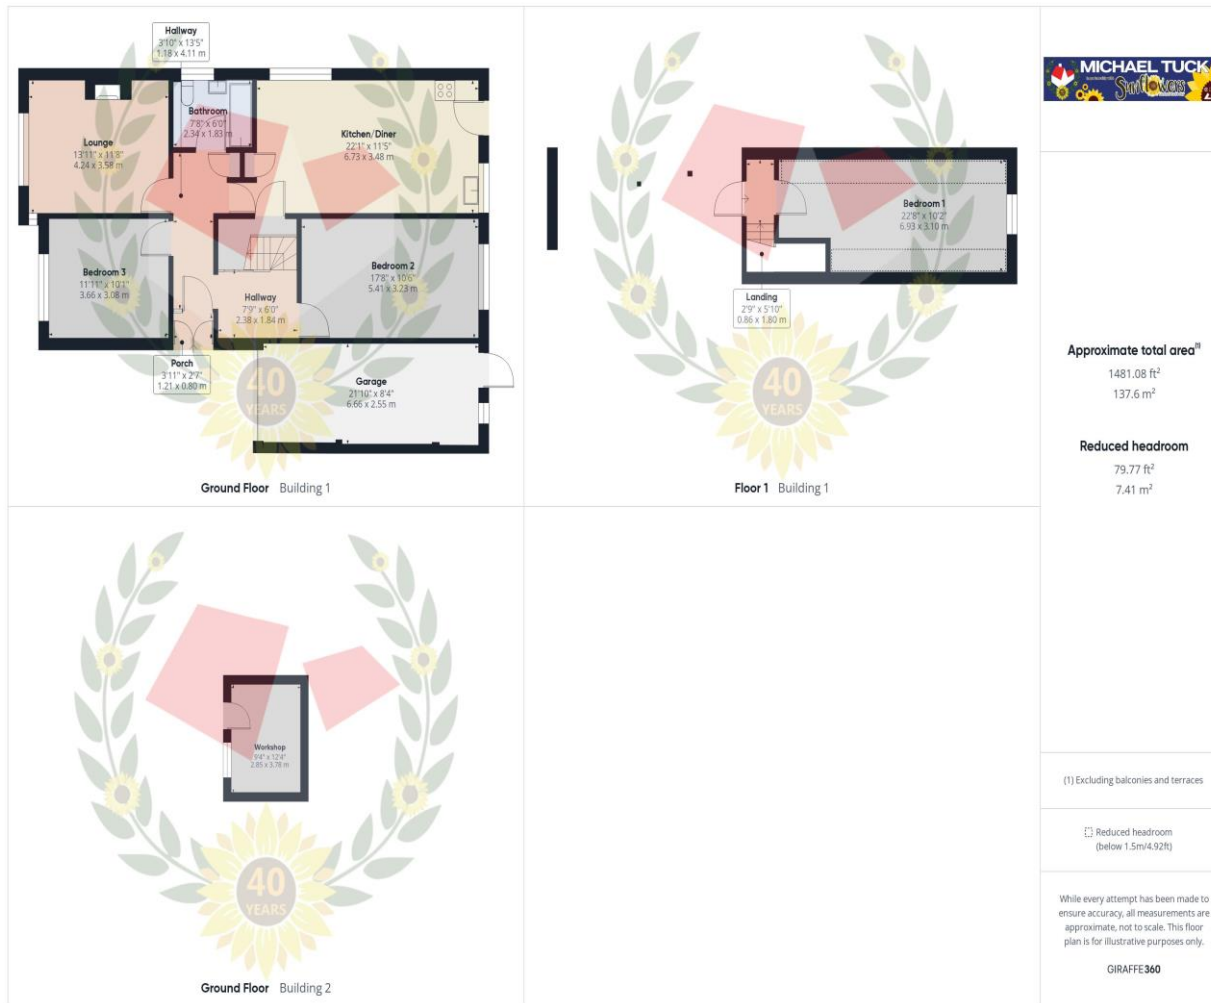 Hallway
3'10" x 13'5"
1.18 x 4.11 m
Bathroom
7'8" x 6'0"
2.34 x 1.83 m
Lounge
13'11" x 11'8"
4.24 x 3.58 m
Kitchen/Diner
22'1" x 11'5"
6.73 x 3.48 m
Bedroom 3
11'11" x 10'1"
3.66 x 3.08 m
Hallway
7'9" x 6'0"
2.38 x 1.84 m
Bedroom 2
17'8" x 10'6"
5.41 x 3.23 m
Porch
3'11" x 2'7"
1.21 x 0.80 m
Garage
21'10" x 8'4"
6.66 x 2.55 m
40
YEARS
Ground Floor Building 1
Bedroom 1
22'8" x 10'2"
6.93 x 3.10 m
Landing
2'9" x 5'10"
0.86 x 1.80 m
40
YEARS
Floor 1 Building 1
Workshop
9'4" x 12'4"
2.85 x 3.78 m
40
YEARS
Ground Floor Building 2
MICHAEL TUCK
Sunflowers
Approximate total area(1)
1481.08 ft²
137.6 m²
Reduced headroom
79.77 ft²
7.41 m²
(1) Excluding balconies and terraces
Reduced headroom
(below 1.5m/4.92ft)
While every attempt has been made to
ensure accuracy, all measurements are
approximate, not to scale. This floor
plan is for illustrative purposes only.
GIRAFFE360